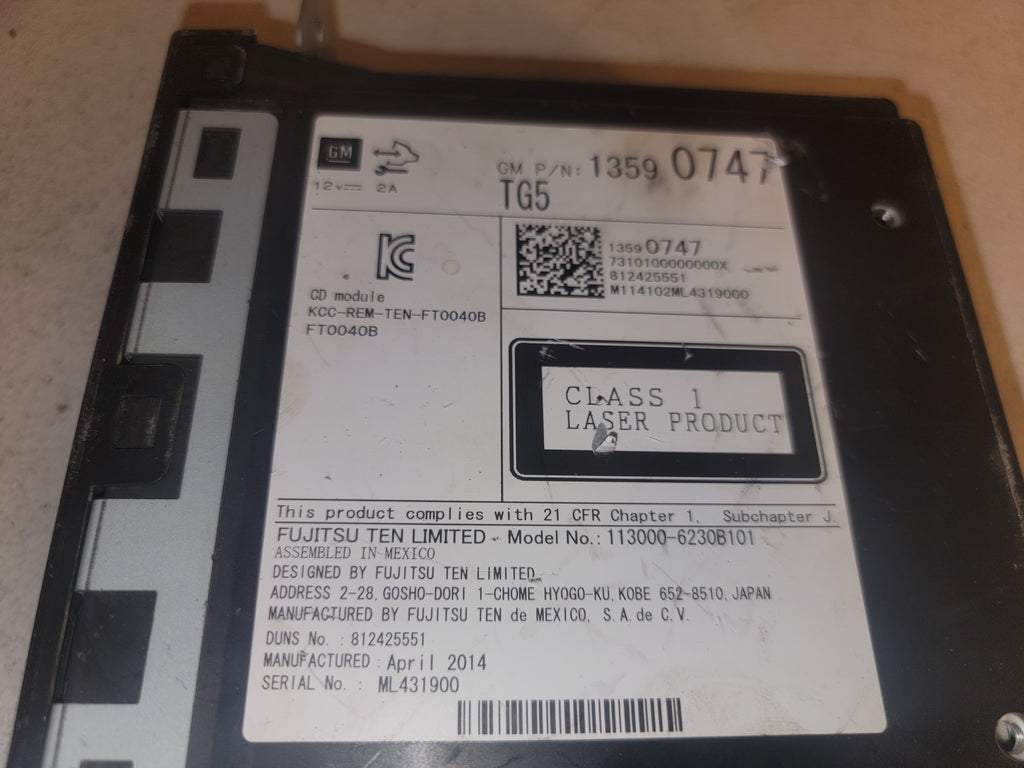 GM
GM P/N: 1359 0747
12v 2A
TG5
KC
1359 0747
7310100000000X
812425551
M114102ML4319000
CD module
KCC-REM-TEN-FT0040B
FT0040B
CLASS 1
LASER PRODUCT
This product complies with 21 CFR Chapter 1, Subchapter J.
FUJITSU TEN LIMITED - Model No.: 113000-6230B101
ASSEMBLED IN MEXICO
DESIGNED BY FUJITSU TEN LIMITED
ADDRESS 2-28, GOSHO-DORI 1-CHOME HYOGO-KU, KOBE 652-8510, JAPAN
MANUFACTURED BY FUJITSU TEN de MEXICO, S.A. de C.V.
DUNS No. : 812425551
MANUFACTURED : April 2014
SERIAL No. : ML431900